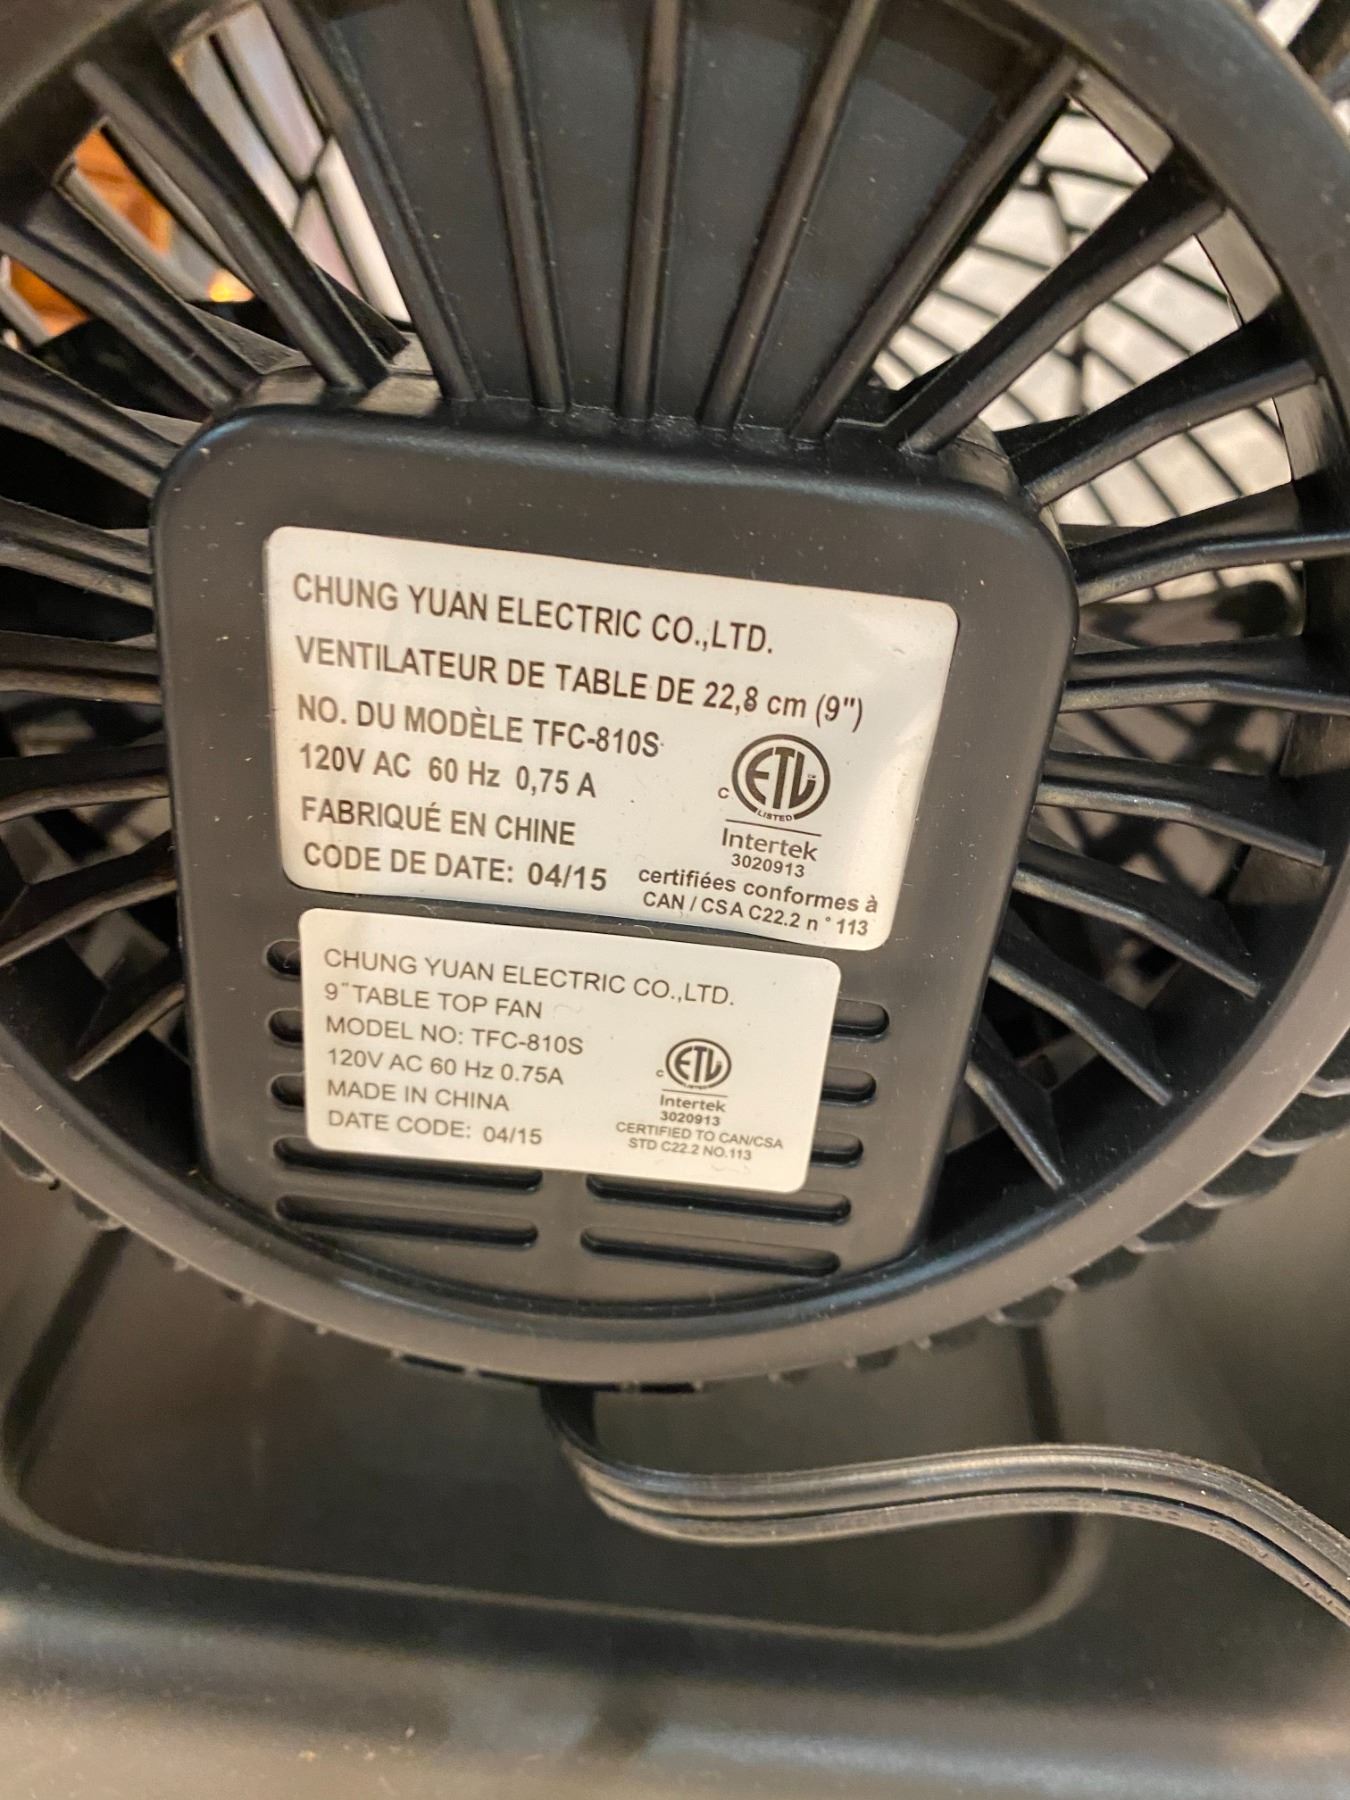 CHUNG YUAN ELECTRIC CO.,LTD.
VENTILATEUR DE TABLE DE 22,8 cm (9")
NO. DU MODÈLE TFC-810S
120V AC 60 Hz 0,75 A
FABRIQUÉ EN CHINE
CODE DE DATE: 04/15
C ETL
LISTED
Intertek
3020913
certifiées conformes à
CAN / CSA C22.2 n ° 113
CHUNG YUAN ELECTRIC CO.,LTD.
9" TABLE TOP FAN
MODEL NO: TFC-810S
120V AC 60 Hz 0.75A
MADE IN CHINA
DATE CODE: 04/15
C ETL
LISTED
Intertek
3020913
CERTIFIED TO CAN/CSA
STD C22.2 NO.113